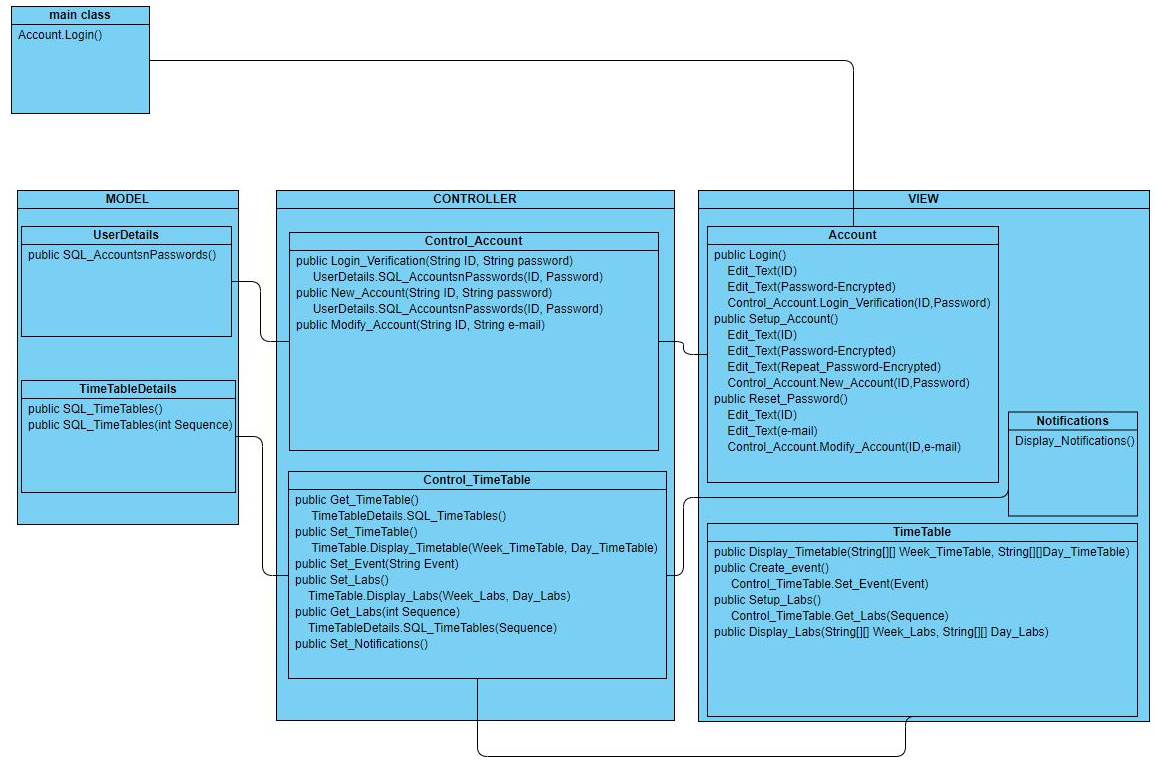 main class
Account.Login()
MODEL
UserDetails
public SQL_AccountsnPasswords()
TimeTableDetails
public SQL_TimeTables()
public SQL_TimeTables(int Sequence)
CONTROLLER
Control_Account
public Login_Verification(String ID, String password)
UserDetails.SQL_AccountsnPasswords(ID, Password)
public New_Account(String ID, String password)
UserDetails.SQL_AccountsnPasswords(ID, Password)
public Modify_Account(String ID, String e-mail)
Control_TimeTable
public Get_TimeTable()
TimeTableDetails.SQL_TimeTables()
public Set_TimeTable()
TimeTable.Display_Timetable(Week_TimeTable, Day_TimeTable)
public Set_Event(String Event)
public Set_Labs()
TimeTable.Display_Labs(Week_Labs, Day_Labs)
public Get_Labs(int Sequence)
TimeTableDetails.SQL_TimeTables(Sequence)
public Set_Notifications()
VIEW
Account
public Login()
Edit_Text(ID)
Edit_Text(Password-Encrypted)
Control_Account.Login_Verification(ID,Password)
public Setup_Account()
Edit_Text(ID)
Edit_Text(Password-Encrypted)
Edit_Text(Repeat_Password-Encrypted)
Control_Account.New_Account(ID,Password)
public Reset_Password()
Edit_Text(ID)
Edit_Text(e-mail)
Control_Account.Modify_Account(ID,e-mail)
Notifications
Display_Notifications()
TimeTable
public Display_Timetable(String[][] Week_TimeTable, String[][]Day_TimeTable)
public Create_event()
Control_TimeTable.Set_Event(Event)
public Setup_Labs()
Control_TimeTable.Get_Labs(Sequence)
public Display_Labs(String[][] Week_Labs, String[][] Day_Labs)